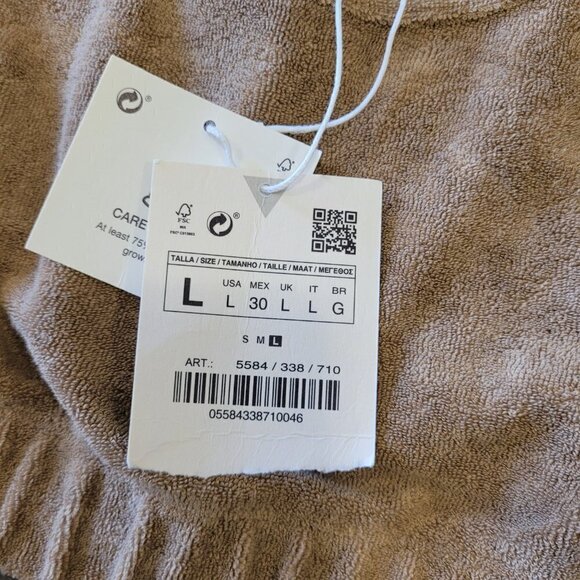 ®
CARE
At least 75%
grow
FSC
MIX
FSC® C013983
®
TALLA / SIZE / TAMANHO / TAILLE / MAAT / ΜΕΓΕΘΟΣ
L
USA MEX UK IT BR
L 30 L L G
S M L
ART.: 5584 / 338 / 710
05584338710046